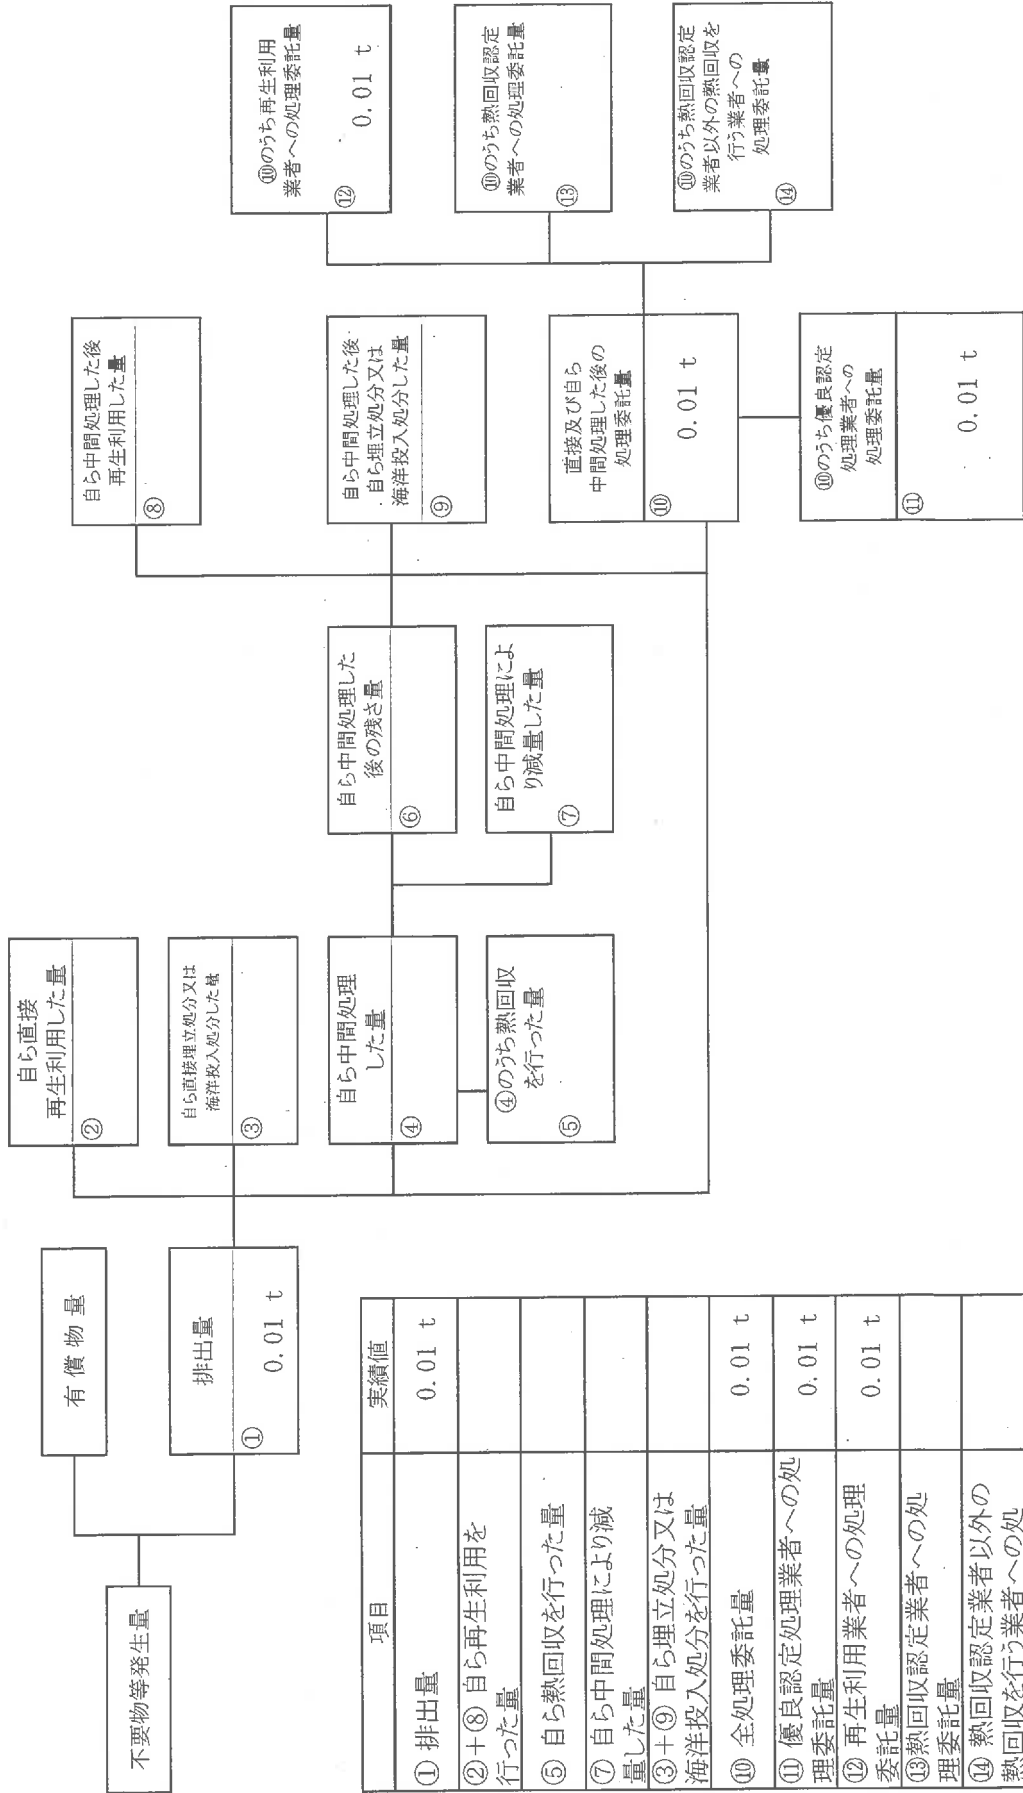 不要物等発生量
有償物量
排出量
①
0.01 t
自ら直接
再生利用した量
②
自ら直接埋立処分又は
海洋投入処分した量
③
自ら中間処理
した量
④
④のうち熱回収
を行った量
⑤
自ら中間処理した
後の残さ量
⑥
自ら中間処理によ
り減量した量
⑦
自ら中間処理した後
再生利用した量
⑧
自ら中間処理した後
自ら埋立処分又は
海洋投入処分した量
⑨
直接及び自ら
中間処理した後の
処理委託量
⑩
0.01 t
⑩のうち優良認定
処理業者への
処理委託量
⑪
0.01 t
⑩のうち再生利用
業者への処理委託量
⑫
0.01 t
⑩のうち熱回収認定
業者への処理委託量
⑬
⑩のうち熱回収認定
業者以外の熱回収を
行う業者への
処理委託量
⑭
項目 実績値
① 排出量 0.01 t
②+⑧ 自ら再生利用を
行った量
⑤ 自ら熱回収を行った量
⑦ 自ら中間処理により減
量した量
③+⑨ 自ら埋立処分又は
海洋投入処分を行った量
⑩ 全処理委託量 0.01 t
⑪ 優良認定処理業者への処
理委託量 0.01 t
⑫ 再生利用業者への処理
委託量 0.01 t
⑬熱回収認定業者への処
理委託量
⑭ 熱回収認定業者以外の
熱回収を行う業者への処